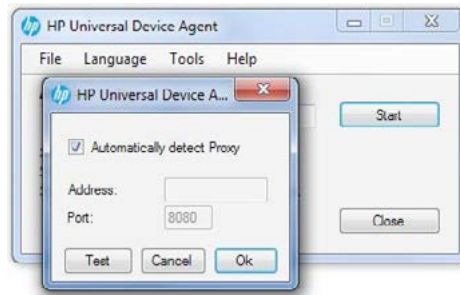 HP Universal Device Agent
File Language Tools Help
HP Universal Device A...
Start
Automatically detect Proxy
Address:
Port: 8080
Close
Test Cancel Ok